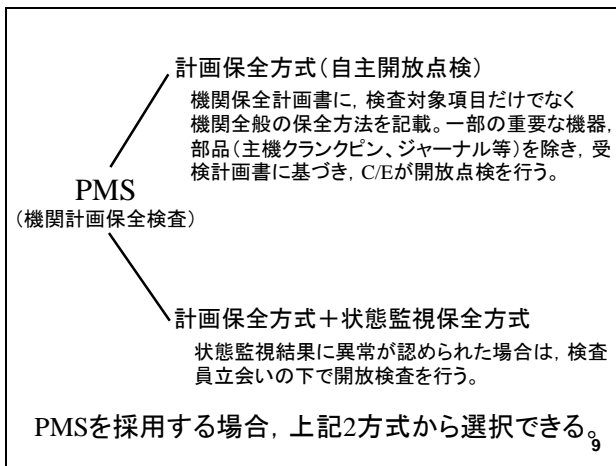 計画保全方式(自主開放点検)
機関保全計画書に，検査対象項目だけでなく
機関全般の保全方法を記載。一部の重要な機器，
部品(主機クランクピン、ジャーナル等)を除き，受
検計画書に基づき，C/Eが開放点検を行う。
PMS
(機関計画保全検査)
計画保全方式＋状態監視保全方式
状態監視結果に異常が認められた場合は，検査
員立会いの下で開放検査を行う。
PMSを採用する場合，上記2方式から選択できる。
9